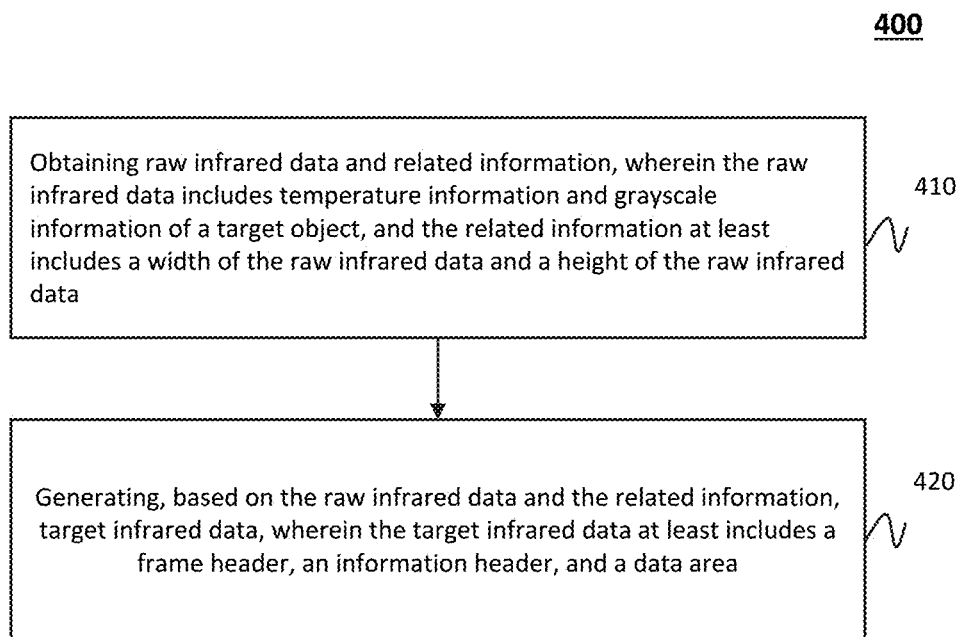 400
Obtaining raw infrared data and related information, wherein the raw
infrared data includes temperature information and grayscale
information of a target object, and the related information at least
includes a width of the raw infrared data and a height of the raw infrared
data
410
Generating, based on the raw infrared data and the related information,
target infrared data, wherein the target infrared data at least includes a
frame header, an information header, and a data area
420